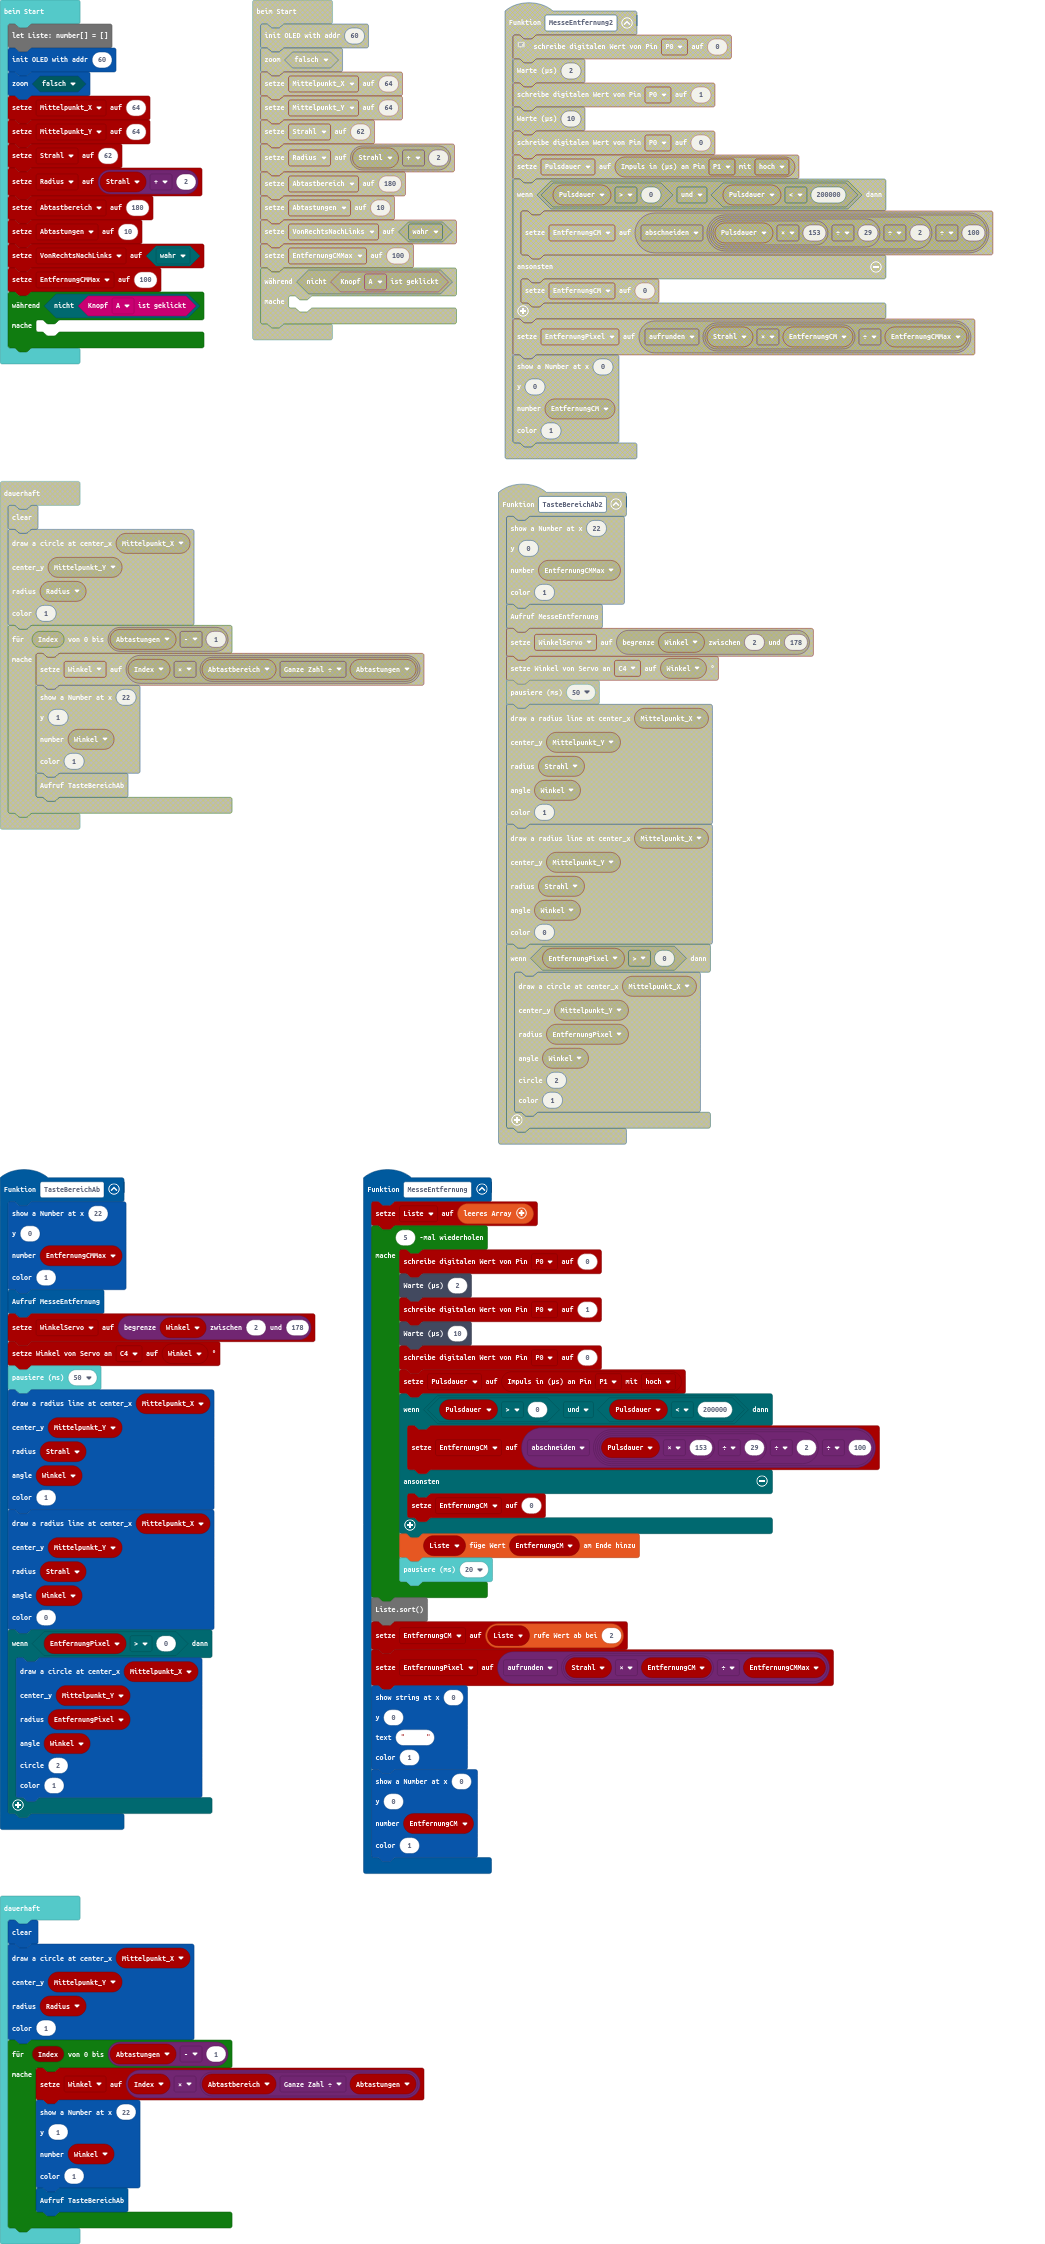 beim Start
let Liste: number[] = []
init OLED with addr 60
zoom falsch
setze Mittelpunkt_X auf 64
setze Mittelpunkt_Y auf 64
setze Strahl auf 62
setze Radius auf Strahl ÷ 2
setze Abtastbereich auf 180
setze Abtastungen auf 10
setze VonRechtsNachLinks auf wahr
setze EntfernungCMMax auf 100
während nicht Knopf A ist geklickt
mache
beim Start
init OLED with addr 60
zoom falsch
setze Mittelpunkt_X auf 64
setze Mittelpunkt_Y auf 64
setze Strahl auf 62
setze Radius auf Strahl ÷ 2
setze Abtastbereich auf 180
setze Abtastungen auf 10
setze VonRechtsNachLinks auf wahr
setze EntfernungCMMax auf 100
während nicht Knopf A ist geklickt
mache
Funktion MesseEntfernung2
schreibe digitalen Wert von Pin P0 auf 0
Warte (µs) 2
schreibe digitalen Wert von Pin P0 auf 1
Warte (µs) 10
schreibe digitalen Wert von Pin P0 auf 0
setze Pulsdauer auf Impuls in (µs) an Pin P1 mit hoch
wenn Pulsdauer > 0 und Pulsdauer < 200000 dann
setze EntfernungCM auf abschneiden Pulsdauer × 153 ÷ 29 ÷ 2 ÷ 100
ansonsten
setze EntfernungCM auf 0
setze EntfernungPixel auf aufrunden Strahl × EntfernungCM ÷ EntfernungCMMax
show a Number at x 0
y 0
number EntfernungCM
color 1
dauerhaft
clear
draw a circle at center_x Mittelpunkt_X
center_y Mittelpunkt_Y
radius Radius
color 1
für Index von 0 bis Abtastungen - 1
mache
setze Winkel auf Index × Abtastbereich Ganze Zahl ÷ Abtastungen
show a Number at x 22
y 1
number Winkel
color 1
Aufruf TasteBereichAb
Funktion TasteBereichAb2
show a Number at x 22
y 0
number EntfernungCMMax
color 1
Aufruf MesseEntfernung
setze WinkelServo auf begrenze Winkel zwischen 2 und 178
setze Winkel von Servo an C4 auf Winkel °
pausiere (ms) 50
draw a radius line at center_x Mittelpunkt_X
center_y Mittelpunkt_Y
radius Strahl
angle Winkel
color 1
draw a radius line at center_x Mittelpunkt_X
center_y Mittelpunkt_Y
radius Strahl
angle Winkel
color 0
wenn EntfernungPixel > 0 dann
draw a circle at center_x Mittelpunkt_X
center_y Mittelpunkt_Y
radius EntfernungPixel
angle Winkel
circle 2
color 1
Funktion TasteBereichAb
show a Number at x 22
y 0
number EntfernungCMMax
color 1
Aufruf MesseEntfernung
setze WinkelServo auf begrenze Winkel zwischen 2 und 178
setze Winkel von Servo an C4 auf Winkel °
pausiere (ms) 50
draw a radius line at center_x Mittelpunkt_X
center_y Mittelpunkt_Y
radius Strahl
angle Winkel
color 1
draw a radius line at center_x Mittelpunkt_X
center_y Mittelpunkt_Y
radius Strahl
angle Winkel
color 0
wenn EntfernungPixel > 0 dann
draw a circle at center_x Mittelpunkt_X
center_y Mittelpunkt_Y
radius EntfernungPixel
angle Winkel
circle 2
color 1
Funktion MesseEntfernung
setze Liste auf leeres Array
5 -mal wiederholen
mache
schreibe digitalen Wert von Pin P0 auf 0
Warte (µs) 2
schreibe digitalen Wert von Pin P0 auf 1
Warte (µs) 10
schreibe digitalen Wert von Pin P0 auf 0
setze Pulsdauer auf Impuls in (µs) an Pin P1 mit hoch
wenn Pulsdauer > 0 und Pulsdauer < 200000 dann
setze EntfernungCM auf abschneiden Pulsdauer × 153 ÷ 29 ÷ 2 ÷ 100
ansonsten
setze EntfernungCM auf 0
Liste füge Wert EntfernungCM am Ende hinzu
pausiere (ms) 20
Liste.sort()
setze EntfernungCM auf Liste rufe Wert ab bei 2
setze EntfernungPixel auf aufrunden Strahl × EntfernungCM ÷ EntfernungCMMax
show string at x 0
y 0
text " "
color 1
show a Number at x 0
y 0
number EntfernungCM
color 1
dauerhaft
clear
draw a circle at center_x Mittelpunkt_X
center_y Mittelpunkt_Y
radius Radius
color 1
für Index von 0 bis Abtastungen - 1
mache
setze Winkel auf Index × Abtastbereich Ganze Zahl ÷ Abtastungen
show a Number at x 22
y 1
number Winkel
color 1
Aufruf TasteBereichAb